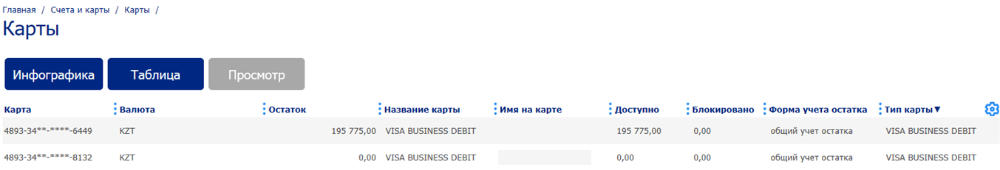 Главная / Счета и карты / Карты /
Карты
Инфографика Таблица Просмотр
Карта Валюта Остаток Название карты Имя на карте Доступно Блокировано Форма учета остатка Тип карты▼
4893-34**-****-6449 KZT 195 775,00 VISA BUSINESS DEBIT 195 775,00 0,00 общий учет остатка VISA BUSINESS DEBIT
4893-34**-****-8132 KZT 0,00 VISA BUSINESS DEBIT 0,00 0,00 общий учет остатка VISA BUSINESS DEBIT